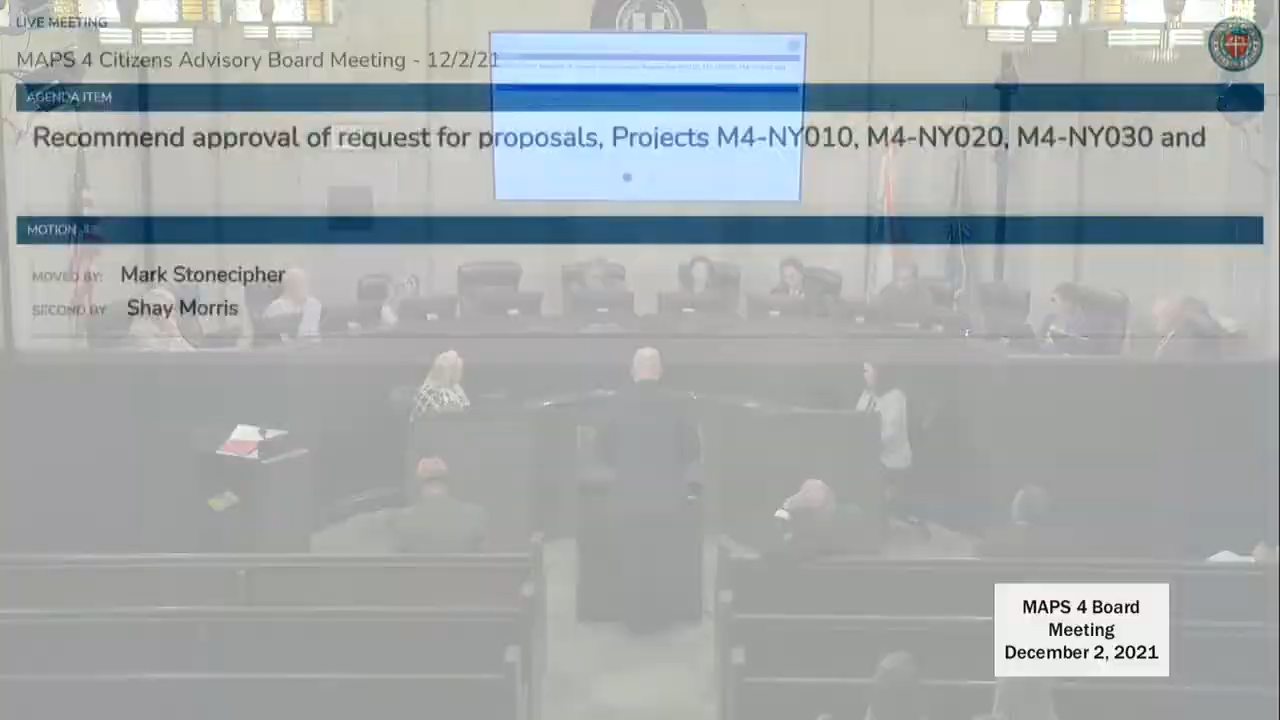 LIVE MEETING
MAPS 4 Citizens Advisory Board Meeting - 12/2/21
AGENDA ITEM
Recommend approval of request for proposals, Projects M4-NY010, M4-NY020, M4-NY030 and
MOTION
MOVED BY: Mark Stonecipher
SECOND BY Shay Morris
MAPS 4 Board
Meeting
December 2, 2021